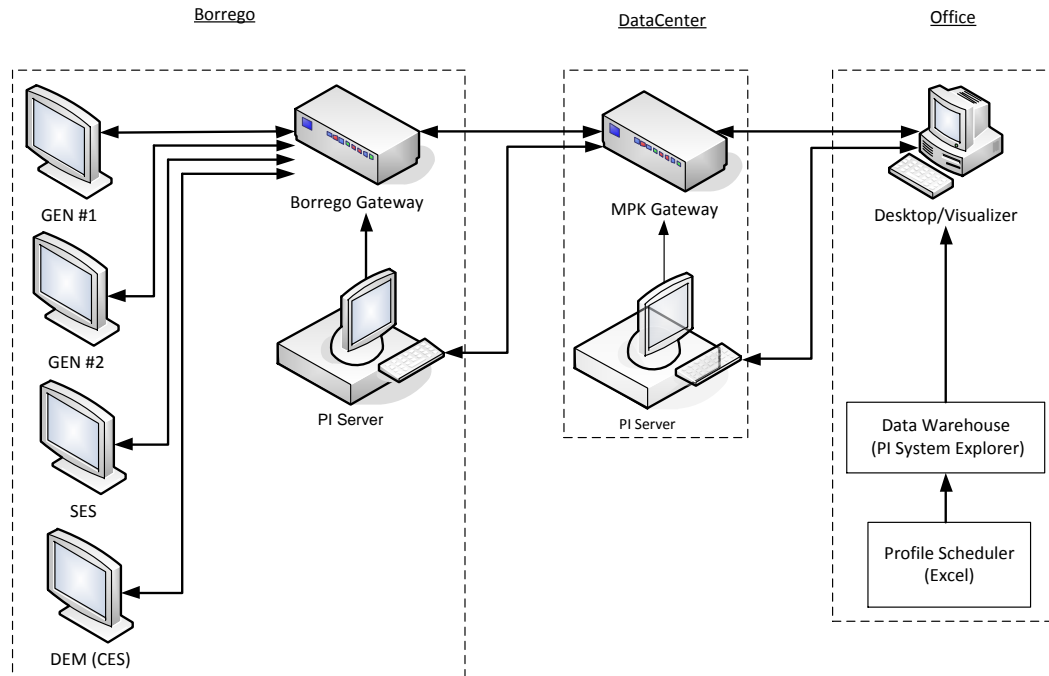 Borrego
DataCenter
Office
GEN #1
Borrego Gateway
MPK Gateway
Desktop/Visualizer
GEN #2
PI Server
PI Server
Data Warehouse
(PI System Explorer)
SES
Profile Scheduler
(Excel)
DEM (CES)